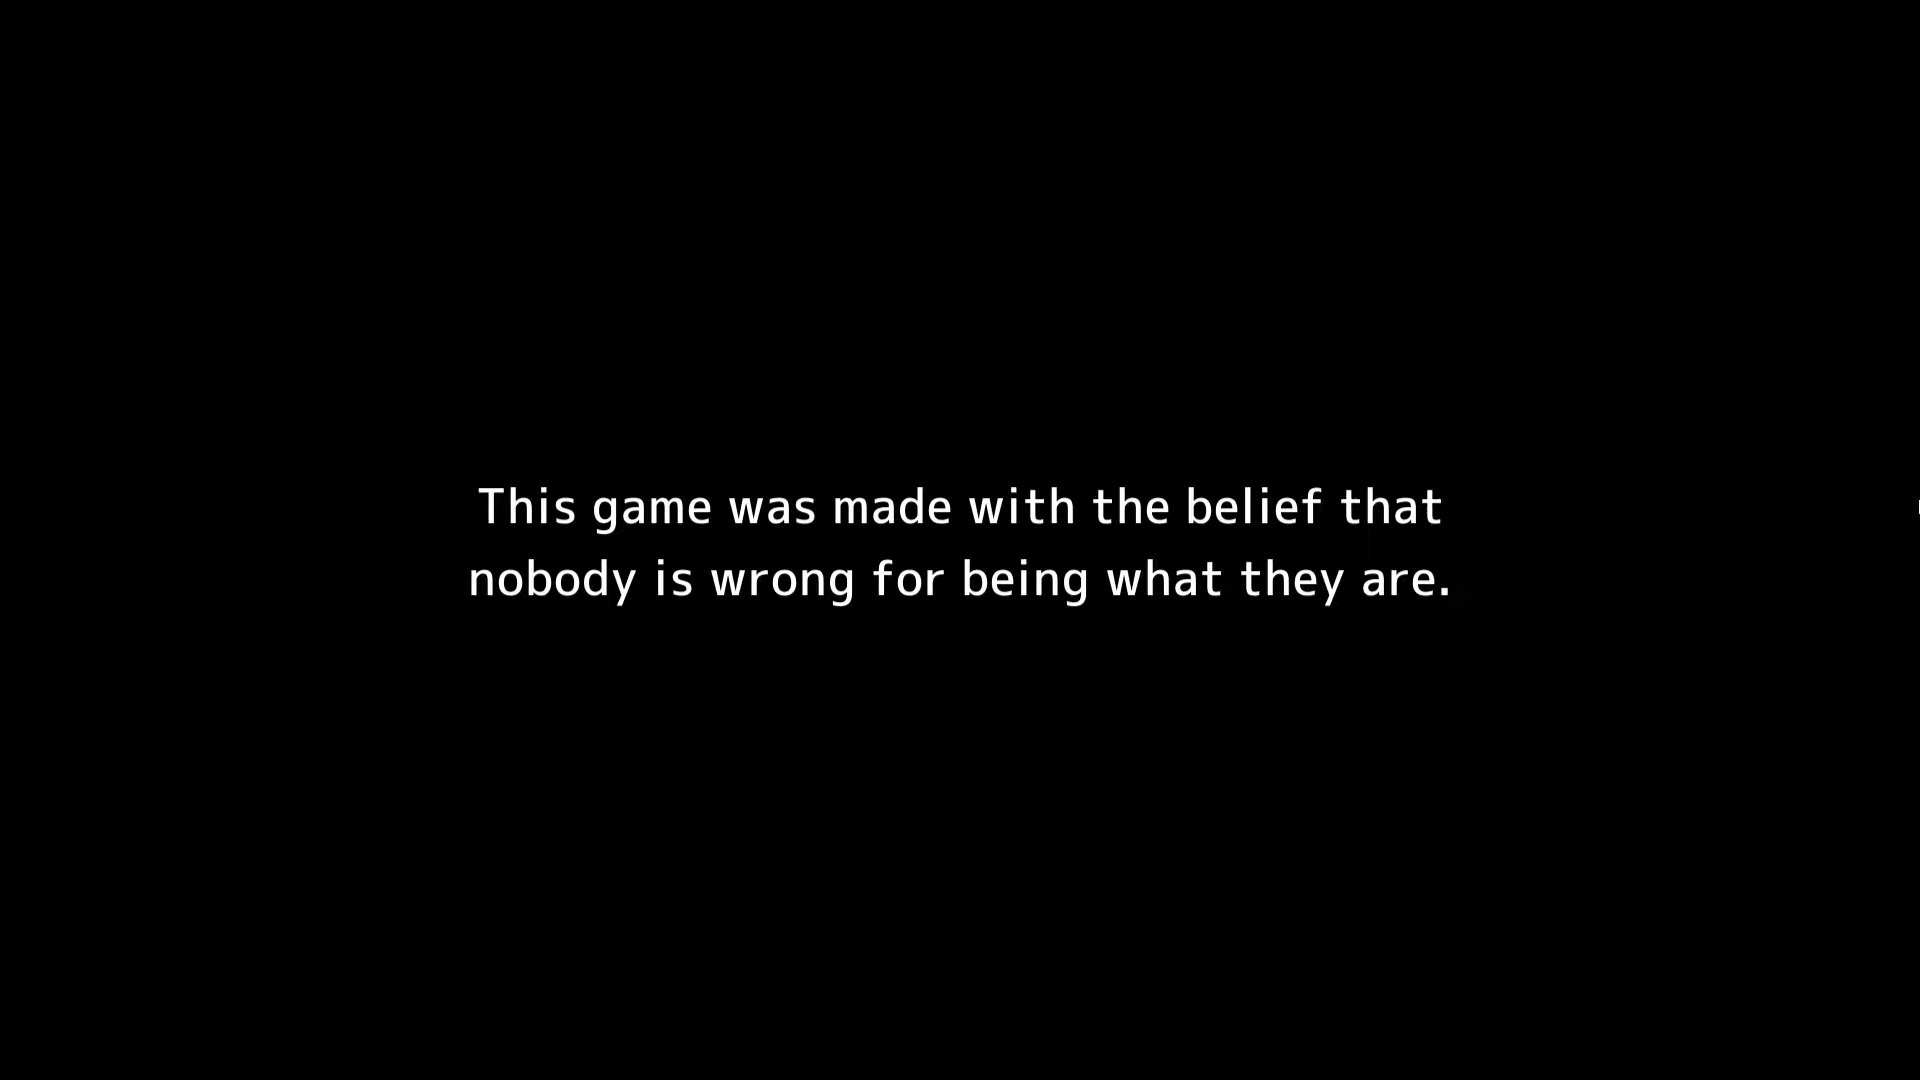 This game was made with the belief that
nobody is wrong for being what they are.